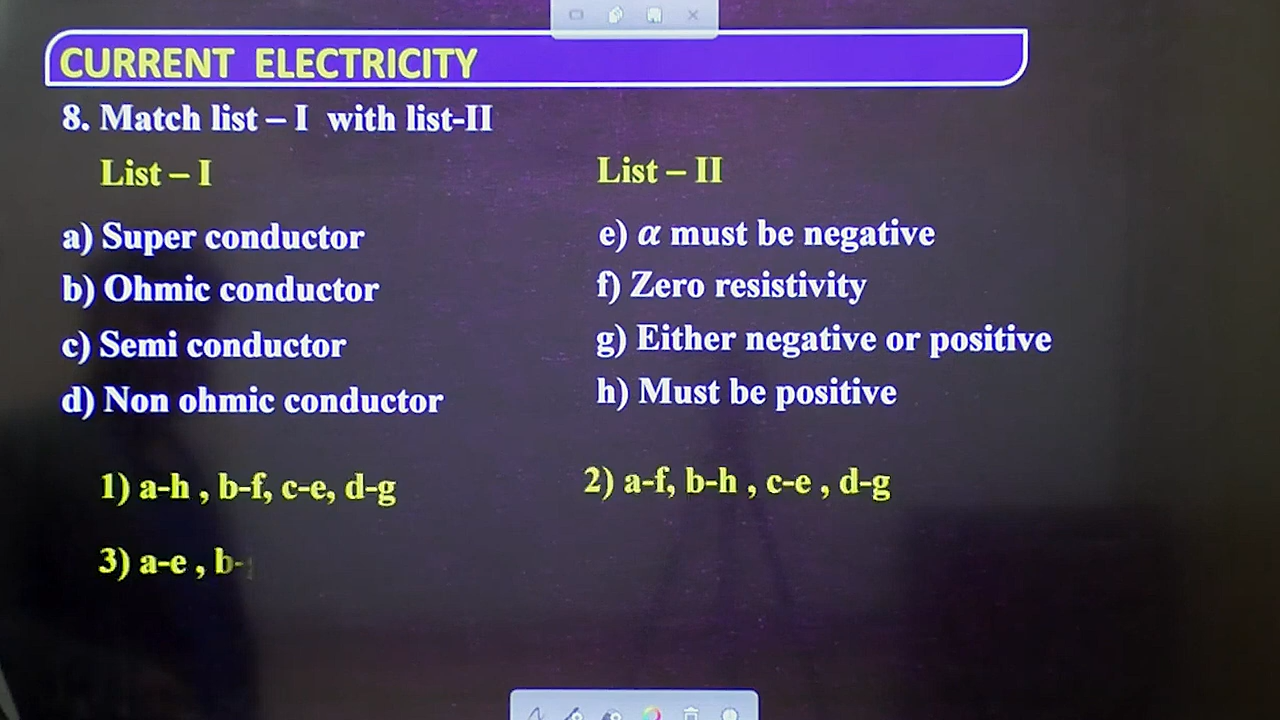 CURRENT ELECTRICITY
8. Match list – I with list-II
List – I
List – II
a) Super conductor
e) α must be negative
b) Ohmic conductor
f) Zero resistivity
c) Semi conductor
g) Either negative or positive
d) Non ohmic conductor
h) Must be positive
1) a-h , b-f, c-e, d-g
2) a-f, b-h , c-e , d-g
3) a-e , b-